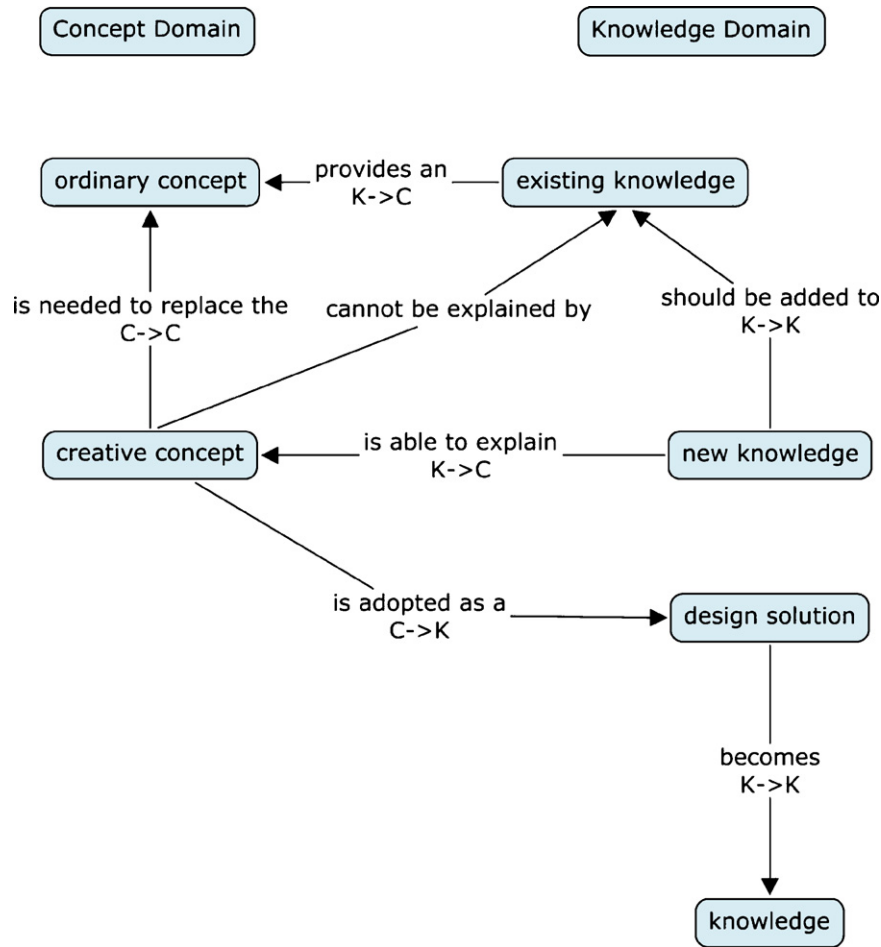 Concept Domain
Knowledge Domain
ordinary concept
provides an
K->C
existing knowledge
is needed to replace the
C->C
cannot be explained by
should be added to
K->K
creative concept
is able to explain
K->C
new knowledge
is adopted as a
C->K
design solution
becomes
K->K
knowledge